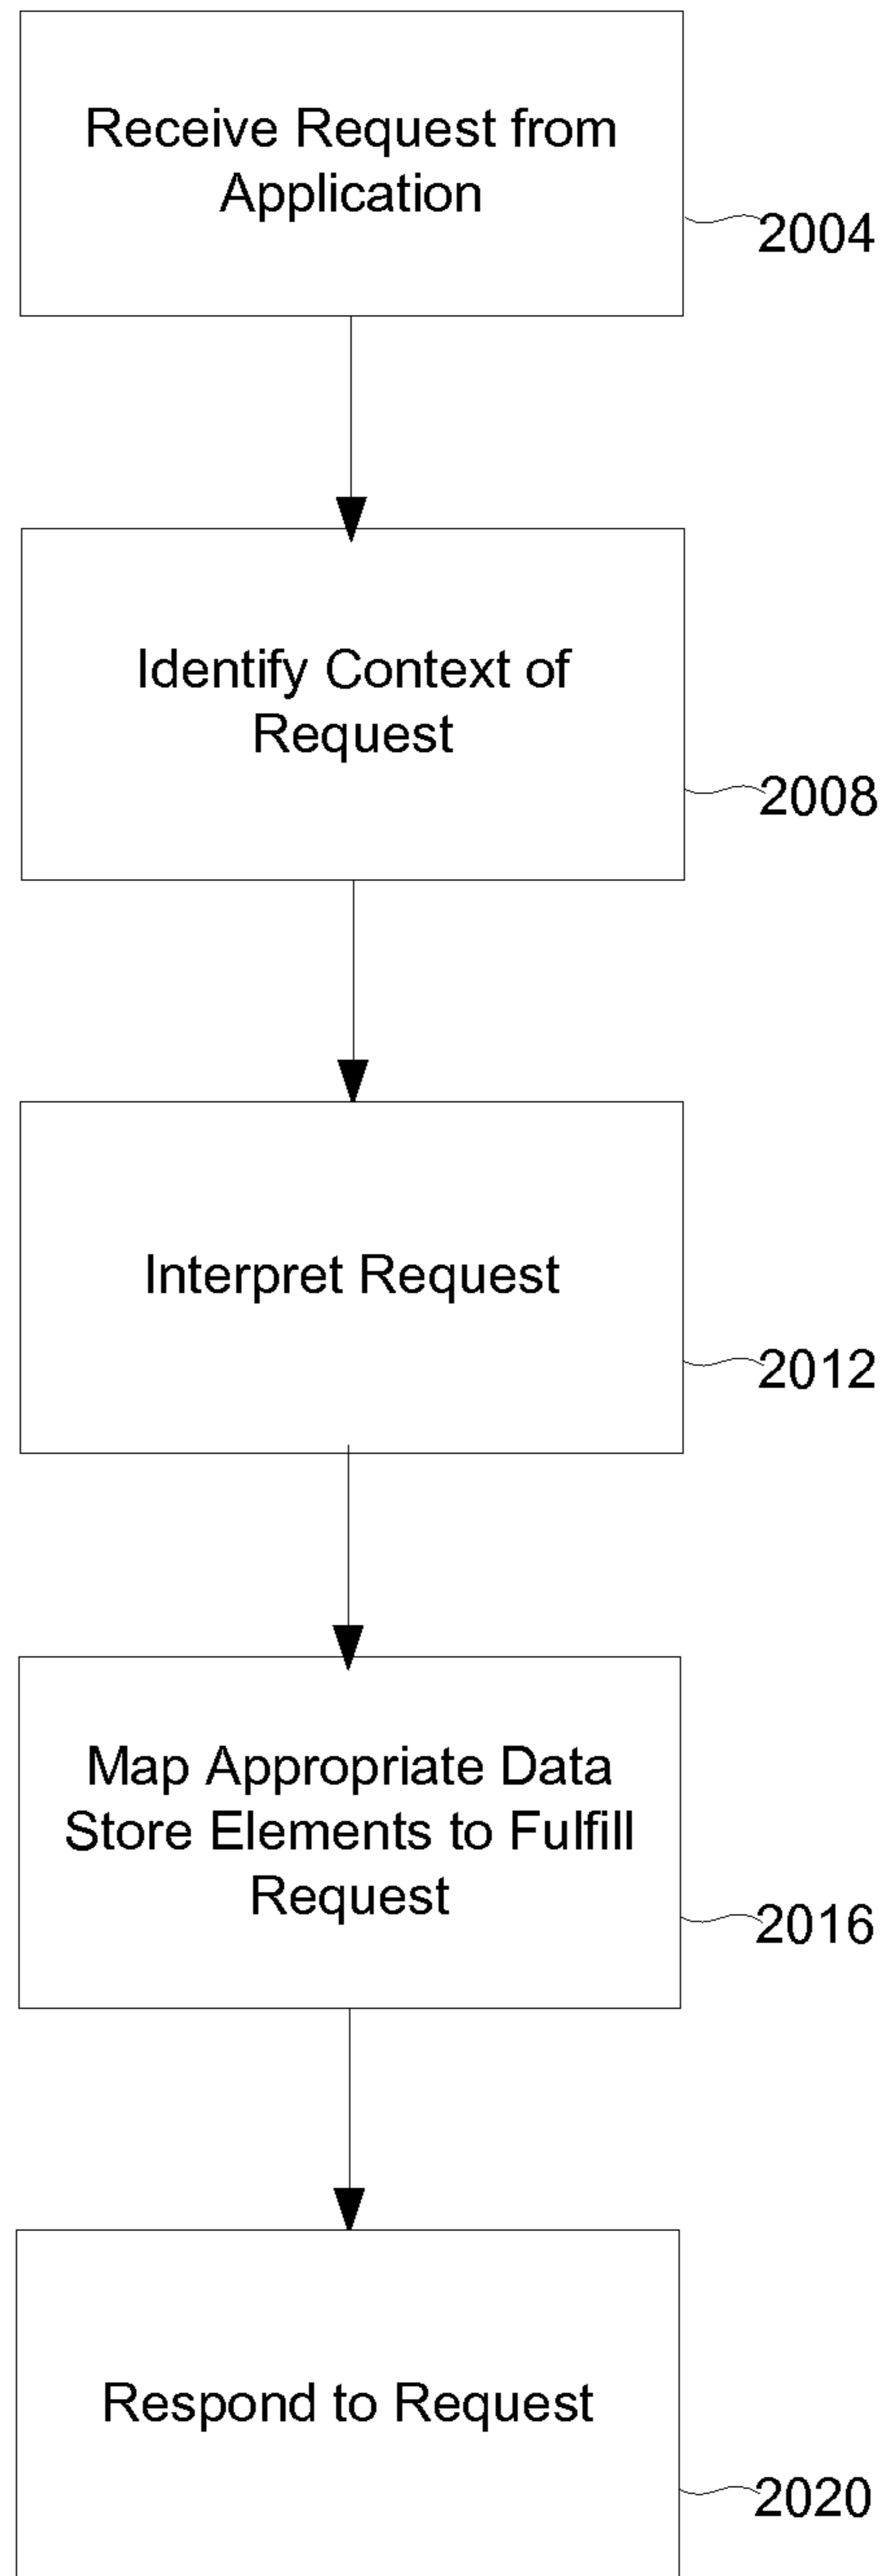 Receive Request from
Application
2004
Identify Context of
Request
2008
Interpret Request
2012
Map Appropriate Data
Store Elements to Fulfill
Request
2016
Respond to Request
2020